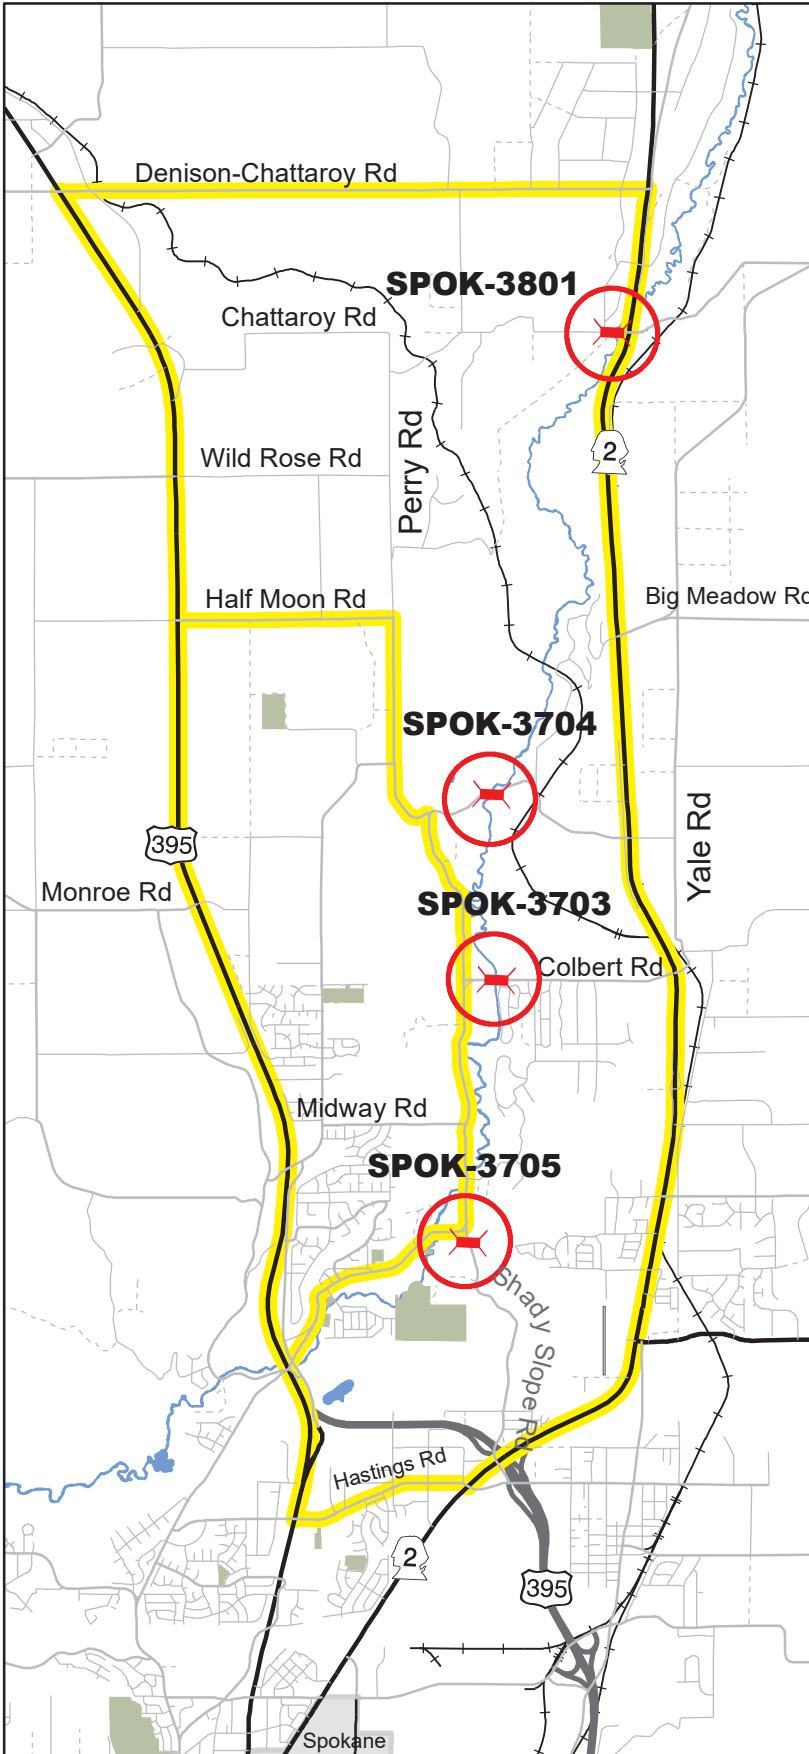 Denison-Chattaroy Rd
SPOK-3801
Chattaroy Rd
Perry Rd
2
Wild Rose Rd
Half Moon Rd
Big Meadow Rd
SPOK-3704
Yale Rd
395
Monroe Rd
SPOK-3703
Colbert Rd
Midway Rd
SPOK-3705
Shady Slope Rd
Hastings Rd
2
395
Spokane